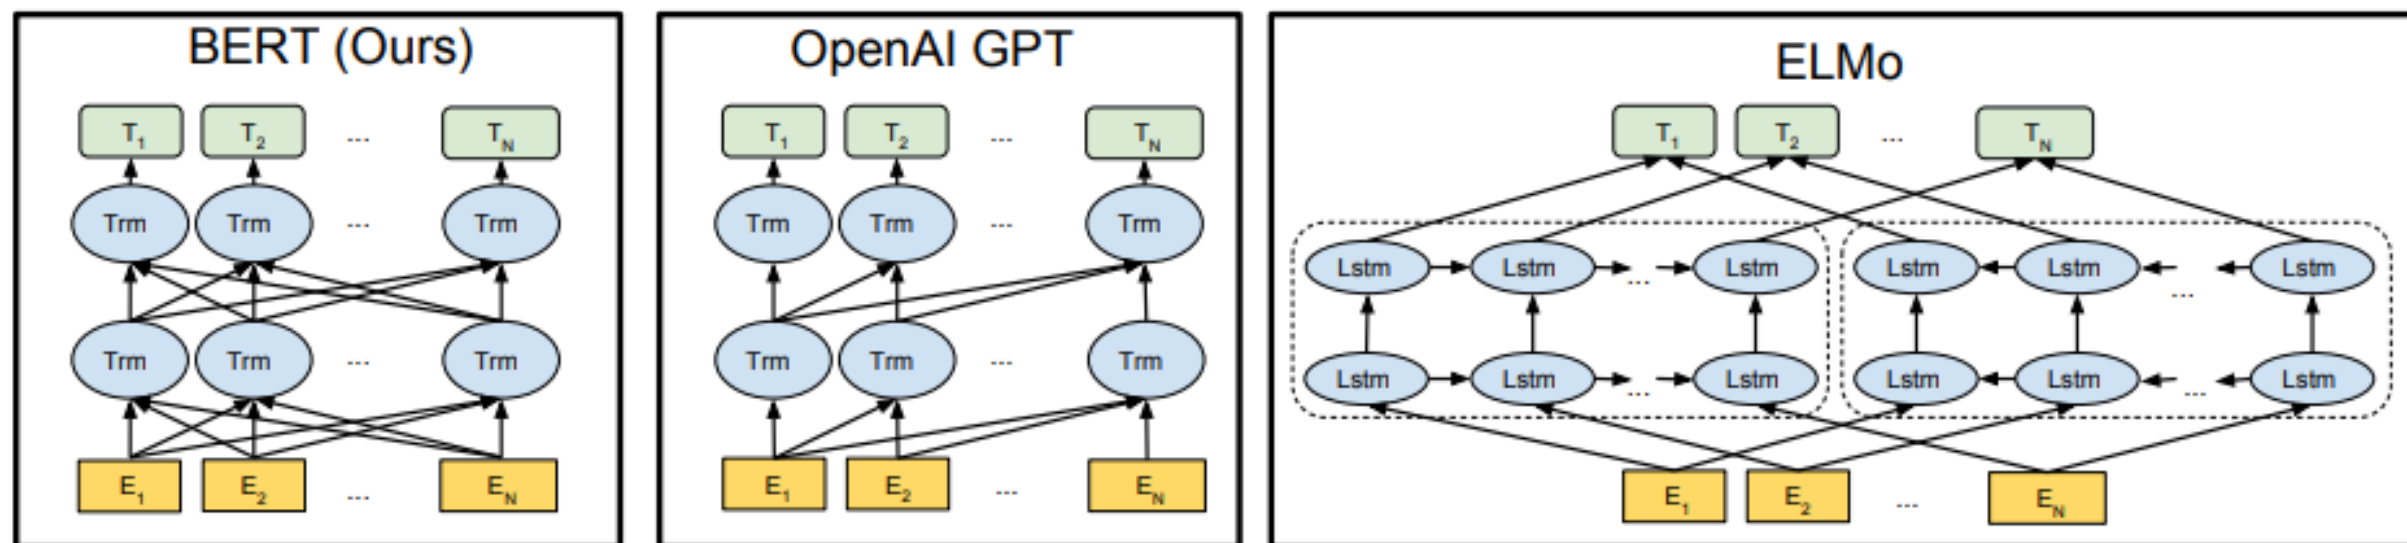 BERT (Ours)
T1 T2 ... TN
Trm Trm ... Trm
Trm Trm ... Trm
E1 E2 ... EN
OpenAI GPT
T1 T2 ... TN
Trm Trm ... Trm
Trm Trm ... Trm
E1 E2 ... EN
ELMo
T1 T2 ... TN
Lstm Lstm ... Lstm Lstm Lstm ... Lstm
Lstm Lstm ... Lstm Lstm Lstm ... Lstm
E1 E2 ... EN